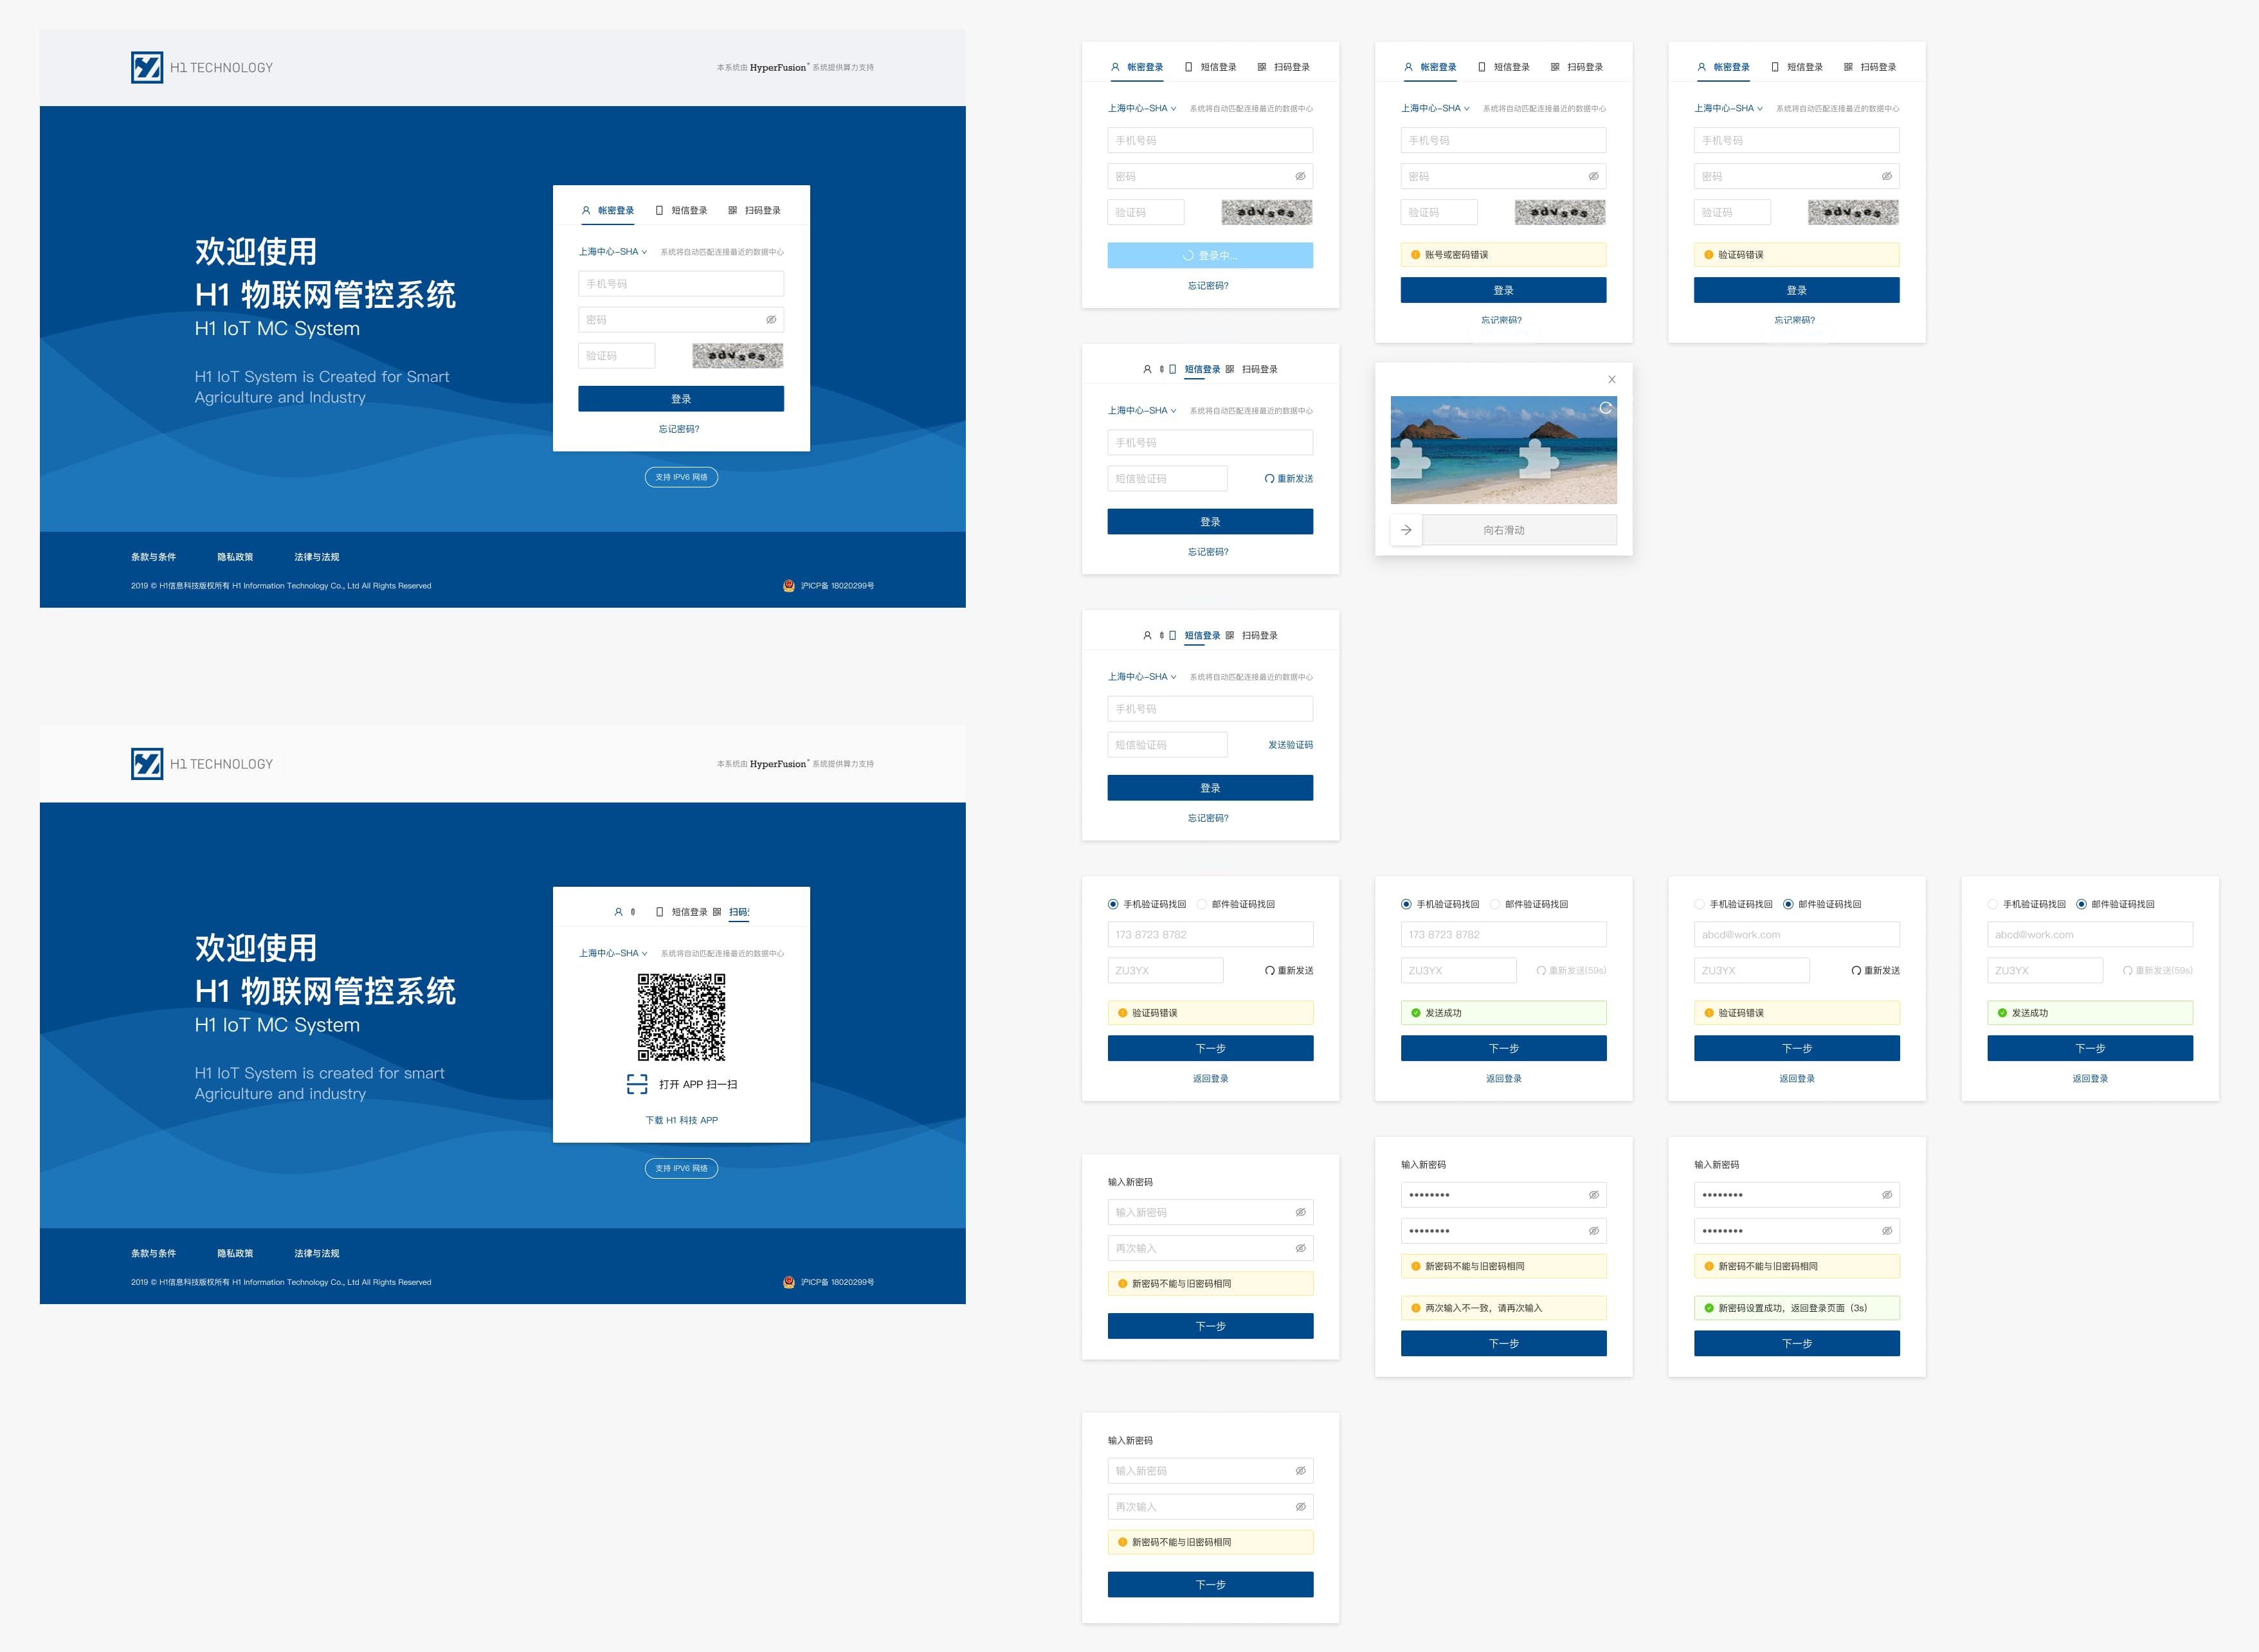 H1 TECHNOLOGY
本系统由 HyperFusion® 系统提供算力支持
欢迎使用
H1 物联网管控系统
H1 IoT MC System
H1 IoT System is Created for Smart
Agriculture and Industry
帐密登录 短信登录 扫码登录
上海中心-SHA 系统将自动匹配连接最近的数据中心
手机号码
密码
验证码 advses
登录
忘记密码?
支持 IPV6 网络
条款与条件 隐私政策 法律与法规
2019 © H1信息科技版权所有 H1 Information Technology Co., Ltd All Rights Reserved
沪ICP备 18020299号
H1 TECHNOLOGY
本系统由 HyperFusion® 系统提供算力支持
欢迎使用
H1 物联网管控系统
H1 IoT MC System
H1 IoT System is created for smart
Agriculture and industry
短信登录 扫码
上海中心-SHA 系统将自动匹配连接最近的数据中心
打开 APP 扫一扫
下载 H1 科技 APP
支持 IPV6 网络
条款与条件 隐私政策 法律与法规
2019 © H1信息科技版权所有 H1 Information Technology Co., Ltd All Rights Reserved
沪ICP备 18020299号
帐密登录 短信登录 扫码登录
上海中心-SHA 系统将自动匹配连接最近的数据中心
手机号码
密码
验证码 advses
登录中...
忘记密码?
帐密登录 短信登录 扫码登录
上海中心-SHA 系统将自动匹配连接最近的数据中心
手机号码
密码
验证码 advses
账号或密码错误
登录
忘记密码?
帐密登录 短信登录 扫码登录
上海中心-SHA 系统将自动匹配连接最近的数据中心
手机号码
密码
验证码 advses
验证码错误
登录
忘记密码?
短信登录 扫码登录
上海中心-SHA 系统将自动匹配连接最近的数据中心
手机号码
短信验证码 重新发送
登录
忘记密码?
向右滑动
短信登录 扫码登录
上海中心-SHA 系统将自动匹配连接最近的数据中心
手机号码
短信验证码 发送验证码
登录
忘记密码?
手机验证码找回 邮件验证码找回
173 8723 8782
ZU3YX 重新发送
验证码错误
下一步
返回登录
手机验证码找回 邮件验证码找回
173 8723 8782
ZU3YX 重新发送(59s)
发送成功
下一步
返回登录
手机验证码找回 邮件验证码找回
abcd@work.com
ZU3YX 重新发送
验证码错误
下一步
返回登录
手机验证码找回 邮件验证码找回
abcd@work.com
ZU3YX 重新发送(59s)
发送成功
下一步
返回登录
输入新密码
输入新密码
再次输入
新密码不能与旧密码相同
下一步
输入新密码
新密码不能与旧密码相同
两次输入不一致，请再次输入
下一步
输入新密码
新密码不能与旧密码相同
新密码设置成功，返回登录页面（3s）
下一步
输入新密码
输入新密码
再次输入
新密码不能与旧密码相同
下一步